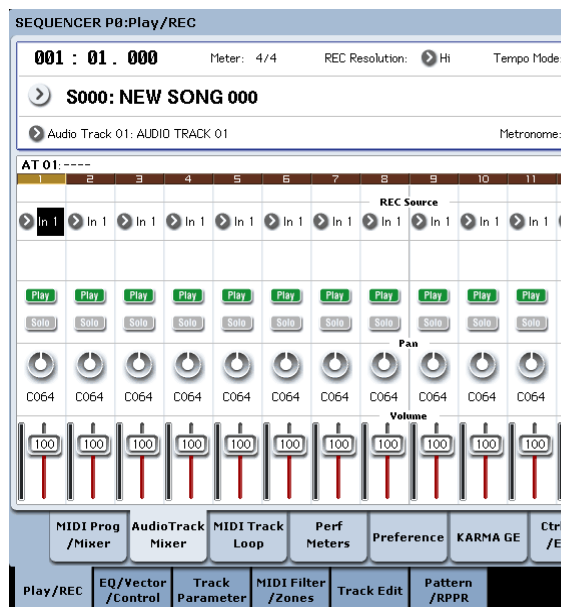 SEQUENCER P0:Play/REC
001 : 01 . 000 Meter: 4/4 REC Resolution: Hi Tempo Mode:
S000: NEW SONG 000
Audio Track 01: AUDIO TRACK 01 Metronome:
AT 01:----
1 2 3 4 5 6 7 8 9 10 11
REC Source
In 1 In 1 In 1 In 1 In 1 In 1 In 1 In 1 In 1 In 1 In 1
Play Play Play Play Play Play Play Play Play Play Play
Solo Solo Solo Solo Solo Solo Solo Solo Solo Solo Solo
Pan
C064 C064 C064 C064 C064 C064 C064 C064 C064 C064 C064
Volume
100 100 100 100 100 100 100 100 100 100 100
MIDI Prog AudioTrack MIDI Track Perf Preference KARMA GE Ctr
/Mixer Mixer Loop Meters /E
Play/REC EQ/Vector Track MIDI Filter Track Edit Pattern
/Control Parameter /Zones /RPPR